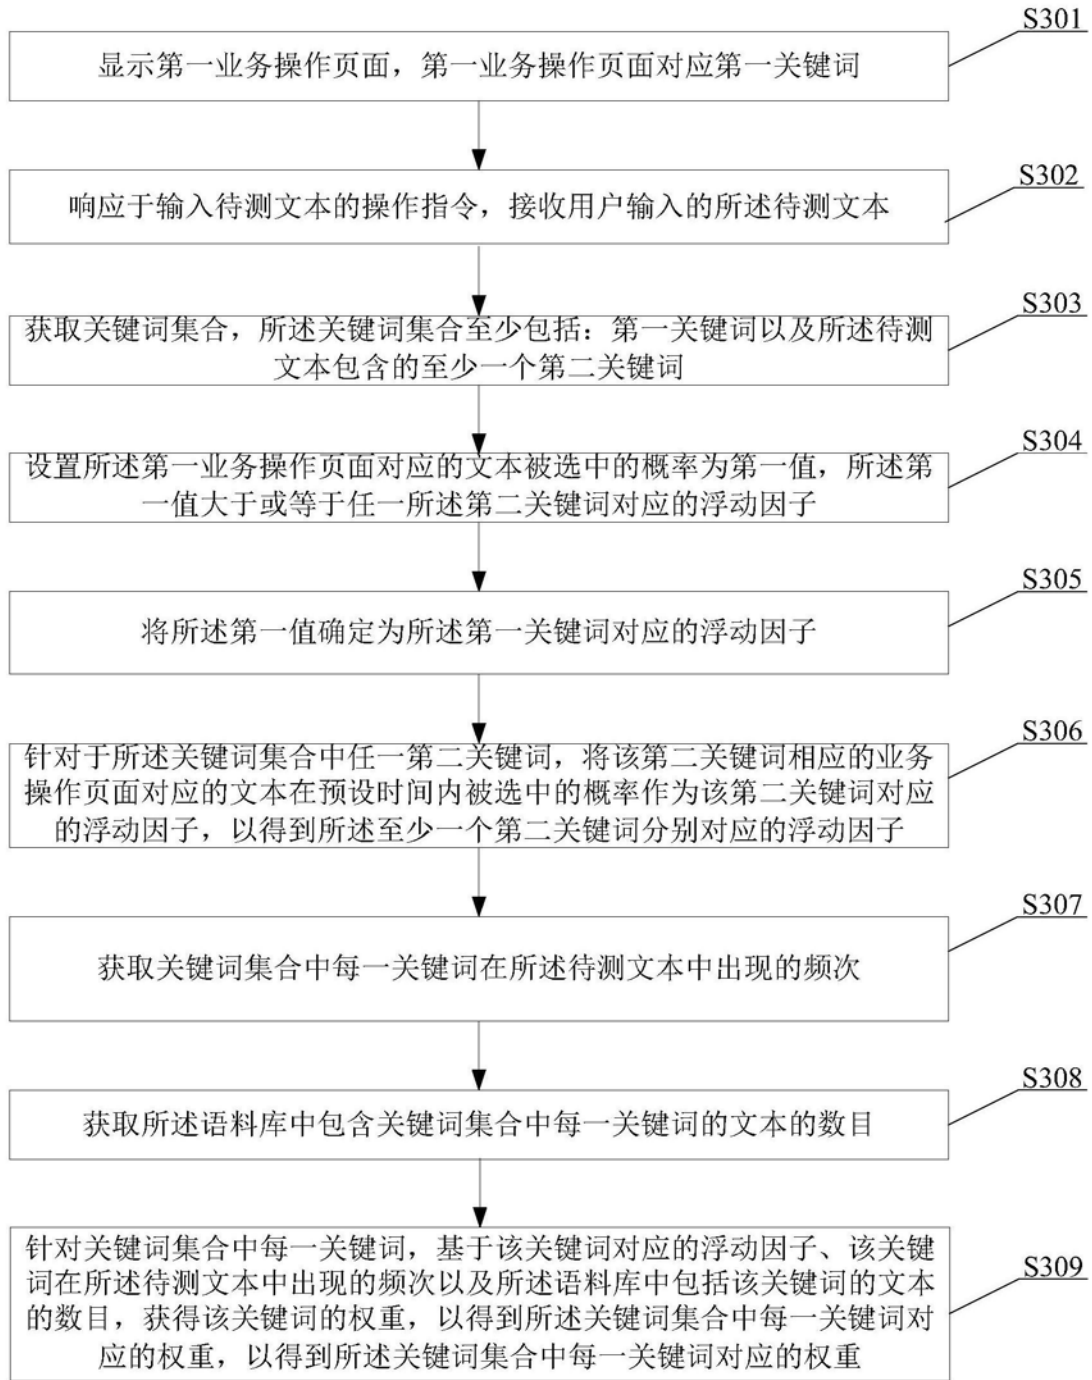 S301
显示第一业务操作页面，第一业务操作页面对应第一关键词
S302
响应于输入待测文本的操作指令，接收用户输入的所述待测文本
S303
获取关键词集合，所述关键词集合至少包括：第一关键词以及所述待测
文本包含的至少一个第二关键词
S304
设置所述第一业务操作页面对应的文本被选中的概率为第一值，所述第
一值大于或等于任一所述第二关键词对应的浮动因子
S305
将所述第一值确定为所述第一关键词对应的浮动因子
S306
针对于所述关键词集合中任一第二关键词，将该第二关键词相应的业务
操作页面对应的文本在预设时间内被选中的概率作为该第二关键词对应
的浮动因子，以得到所述至少一个第二关键词分别对应的浮动因子
S307
获取关键词集合中每一关键词在所述待测文本中出现的频次
S308
获取所述语料库中包含关键词集合中每一关键词的文本的数目
S309
针对关键词集合中每一关键词，基于该关键词对应的浮动因子、该关键
词在所述待测文本中出现的频次以及所述语料库中包括该关键词的文本
的数目，获得该关键词的权重，以得到所述关键词集合中每一关键词对
应的权重，以得到所述关键词集合中每一关键词对应的权重